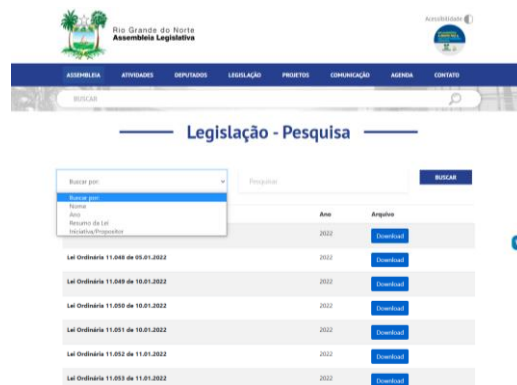 Rio Grande do Norte
Assembleia Legislativa
Acessibilidade
ASSEMBLEIA ATIVIDADES DEPUTADOS LEGISLAÇÃO PROJETOS COMUNICAÇÃO AGENDA CONTATO
BUSCAR
Legislação - Pesquisa
Buscar por: Pesquisar BUSCAR
Buscar por:
Nome
Ano
Resumo da Lei
Iniciativa/Propositor
Ano Arquivo
2022 Download
Lei Ordinária 11.048 de 05.01.2022 2022 Download
Lei Ordinária 11.049 de 10.01.2022 2022 Download
Lei Ordinária 11.050 de 10.01.2022 2022 Download
Lei Ordinária 11.051 de 10.01.2022 2022 Download
Lei Ordinária 11.052 de 11.01.2022 2022 Download
Lei Ordinária 11.053 de 11.01.2022 2022 Download